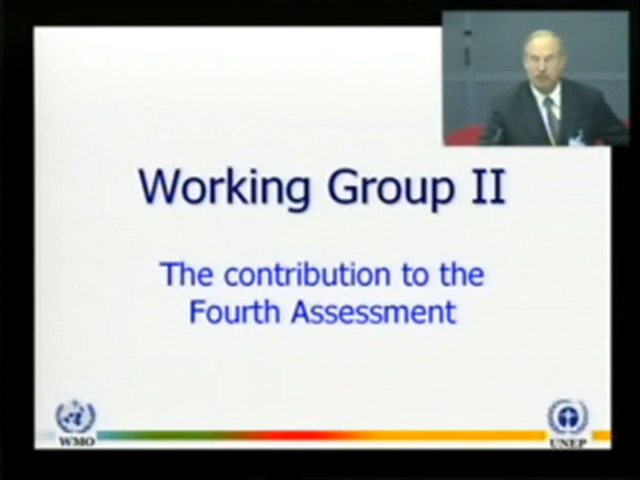 Working Group II
The contribution to the
Fourth Assessment
WMO
UNEP